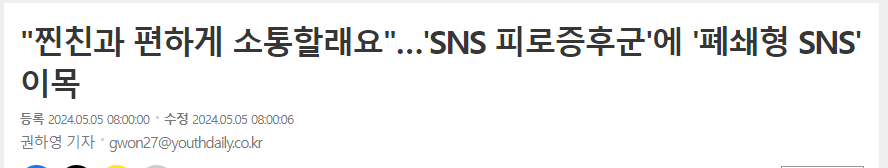 "찐친과 편하게 소통할래요"…'SNS 피로증후군'에 '폐쇄형 SNS'
이목
등록 2024.05.05 08:00:00 · 수정 2024.05.05 08:00:06
권하영 기자 · gwon27@youthdaily.co.kr